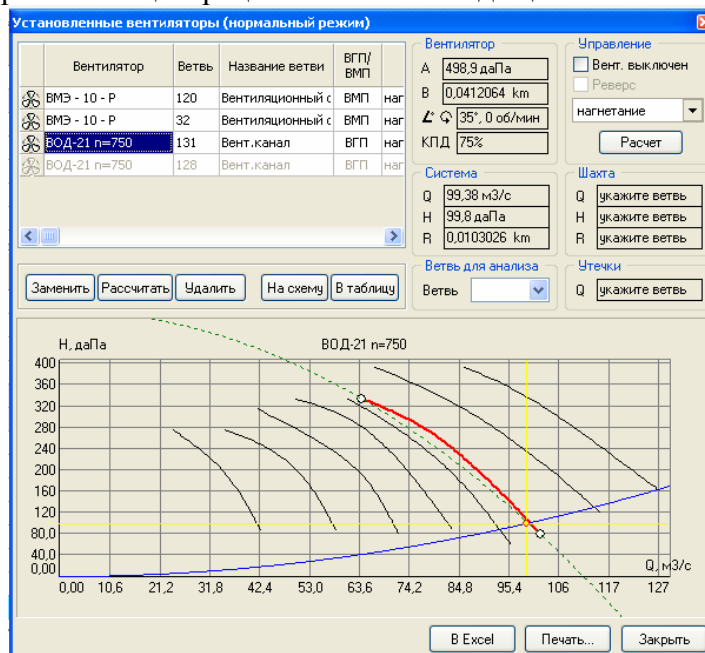 Установленные вентиляторы (нормальный режим)
Вентилятор Ветвь Название ветви ВГП/ВМП
ВМЭ - 10 - Р 120 Вентиляционный с ВМП наг
ВМЭ - 10 - Р 32 Вентиляционный с ВМП наг
ВОД-21 n=750 131 Вент.канал ВГП наг
ВОД-21 n=750 128 Вент.канал ВГП наг
Заменить Рассчитать Удалить На схему В таблицу
Вентилятор
A 498,9 даПа
B 0,0412064 km
35°, 0 об/мин
КПД 75%
Управление
Вент. выключен
Реверс
нагнетание
Расчет
Система
Q 99,38 м3/с
H 99,8 даПа
R 0,0103026 km
Шахта
Q укажите ветвь
H укажите ветвь
R укажите ветвь
Ветвь для анализа
Ветвь
Утечки
Q укажите ветвь
H, даПа
ВОД-21 n=750
400
360
320
280
240
200
160
120
80,0
40,0
0,00
Q, м3/с
0,00 10,6 21,2 31,8 42,4 53,0 63,6 74,2 84,8 95,4 106 117 127
В Excel Печать... Закрыть